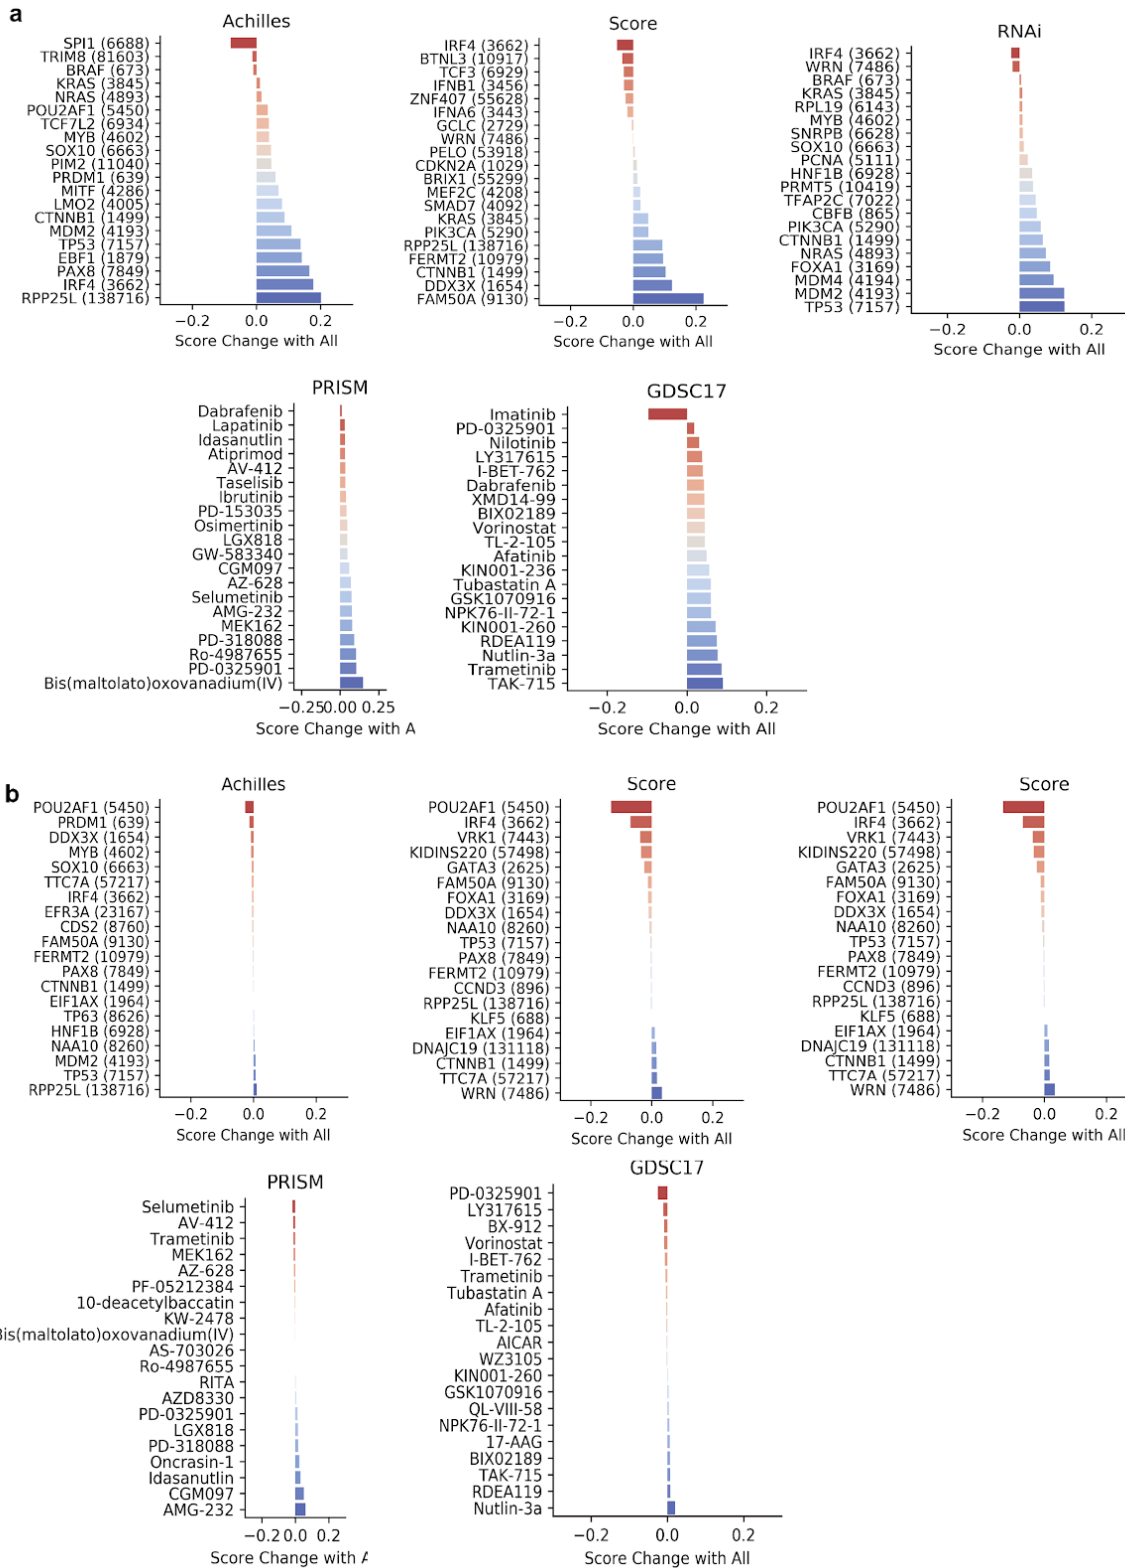 a
Achilles
SPI1 (6688)
TRIM8 (81603)
BRAF (673)
KRAS (3845)
NRAS (4893)
POU2AF1 (5450)
TCF7L2 (6934)
MYB (4602)
SOX10 (6663)
PIM2 (11040)
PRDM1 (639)
MITF (4286)
LMO2 (4005)
CTNNB1 (1499)
MDM2 (4193)
TP53 (7157)
EBF1 (1879)
PAX8 (7849)
IRF4 (3662)
RPP25L (138716)
−0.2 0.0 0.2
Score Change with All
Score
IRF4 (3662)
BTNL3 (10917)
TCF3 (6929)
IFNB1 (3456)
ZNF407 (55628)
IFNA6 (3443)
GCLC (2729)
WRN (7486)
PELO (53918)
CDKN2A (1029)
BRIX1 (55299)
MEF2C (4208)
SMAD7 (4092)
KRAS (3845)
PIK3CA (5290)
RPP25L (138716)
FERMT2 (10979)
CTNNB1 (1499)
DDX3X (1654)
FAM50A (9130)
−0.2 0.0 0.2
Score Change with All
RNAi
IRF4 (3662)
WRN (7486)
BRAF (673)
KRAS (3845)
RPL19 (6143)
MYB (4602)
SNRPB (6628)
SOX10 (6663)
PCNA (5111)
HNF1B (6928)
PRMT5 (10419)
TFAP2C (7022)
CBFB (865)
PIK3CA (5290)
CTNNB1 (1499)
NRAS (4893)
FOXA1 (3169)
MDM4 (4194)
MDM2 (4193)
TP53 (7157)
−0.2 0.0 0.2
Score Change with All
PRISM
Dabrafenib
Lapatinib
Idasanutlin
Atiprimod
AV-412
Taselisib
Ibrutinib
PD-153035
Osimertinib
LGX818
GW-583340
CGM097
AZ-628
Selumetinib
AMG-232
MEK162
PD-318088
Ro-4987655
PD-0325901
Bis(maltolato)oxovanadium(IV)
−0.25 0.00 0.25
Score Change with A
GDSC17
Imatinib
PD-0325901
Nilotinib
LY317615
I-BET-762
Dabrafenib
XMD14-99
BIX02189
Vorinostat
TL-2-105
Afatinib
KIN001-236
Tubastatin A
GSK1070916
NPK76-II-72-1
KIN001-260
RDEA119
Nutlin-3a
Trametinib
TAK-715
−0.2 0.0 0.2
Score Change with All
b
Achilles
POU2AF1 (5450)
PRDM1 (639)
DDX3X (1654)
MYB (4602)
SOX10 (6663)
TTC7A (57217)
IRF4 (3662)
EFR3A (23167)
CDS2 (8760)
FAM50A (9130)
FERMT2 (10979)
PAX8 (7849)
CTNNB1 (1499)
EIF1AX (1964)
TP63 (8626)
HNF1B (6928)
NAA10 (8260)
MDM2 (4193)
TP53 (7157)
RPP25L (138716)
−0.2 0.0 0.2
Score Change with All
Score
POU2AF1 (5450)
IRF4 (3662)
VRK1 (7443)
KIDINS220 (57498)
GATA3 (2625)
FAM50A (9130)
FOXA1 (3169)
DDX3X (1654)
NAA10 (8260)
TP53 (7157)
PAX8 (7849)
FERMT2 (10979)
CCND3 (896)
RPP25L (138716)
KLF5 (688)
EIF1AX (1964)
DNAJC19 (131118)
CTNNB1 (1499)
TTC7A (57217)
WRN (7486)
−0.2 0.0 0.2
Score Change with All
Score
POU2AF1 (5450)
IRF4 (3662)
VRK1 (7443)
KIDINS220 (57498)
GATA3 (2625)
FAM50A (9130)
FOXA1 (3169)
DDX3X (1654)
NAA10 (8260)
TP53 (7157)
PAX8 (7849)
FERMT2 (10979)
CCND3 (896)
RPP25L (138716)
KLF5 (688)
EIF1AX (1964)
DNAJC19 (131118)
CTNNB1 (1499)
TTC7A (57217)
WRN (7486)
−0.2 0.0 0.2
Score Change with All
PRISM
Selumetinib
AV-412
Trametinib
MEK162
AZ-628
PF-05212384
10-deacetylbaccatin
KW-2478
Bis(maltolato)oxovanadium(IV)
AS-703026
Ro-4987655
RITA
AZD8330
PD-0325901
LGX818
PD-318088
Oncrasin-1
Idasanutlin
CGM097
AMG-232
−0.2 0.0 0.2
Score Change with A
GDSC17
PD-0325901
LY317615
BX-912
Vorinostat
I-BET-762
Trametinib
Tubastatin A
Afatinib
TL-2-105
AICAR
WZ3105
KIN001-260
GSK1070916
QL-VIII-58
NPK76-II-72-1
17-AAG
BIX02189
TAK-715
RDEA119
Nutlin-3a
−0.2 0.0 0.2
Score Change with All